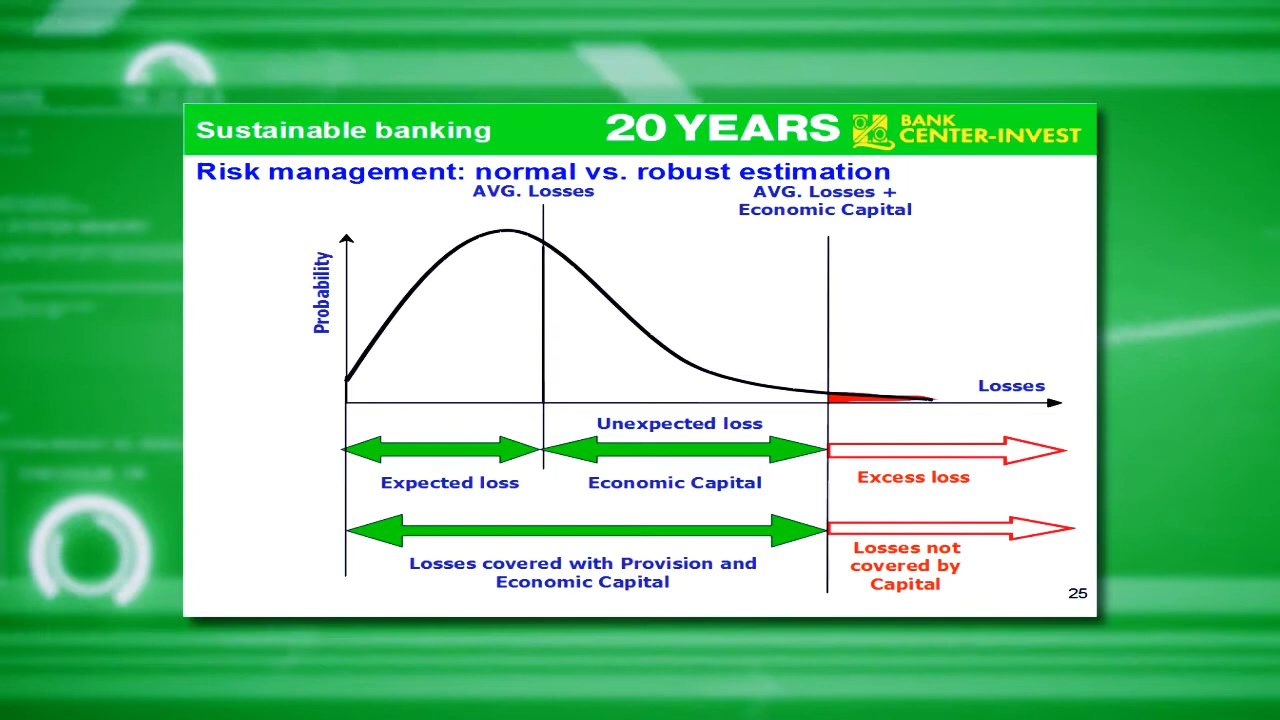 Sustainable banking
20 YEARS
BANK
CENTER-INVEST
Risk management: normal vs. robust estimation
AVG. Losses
AVG. Losses +
Economic Capital
Probability
Losses
Unexpected loss
Expected loss
Economic Capital
Excess loss
Losses covered with Provision and
Economic Capital
Losses not
covered by
Capital
25